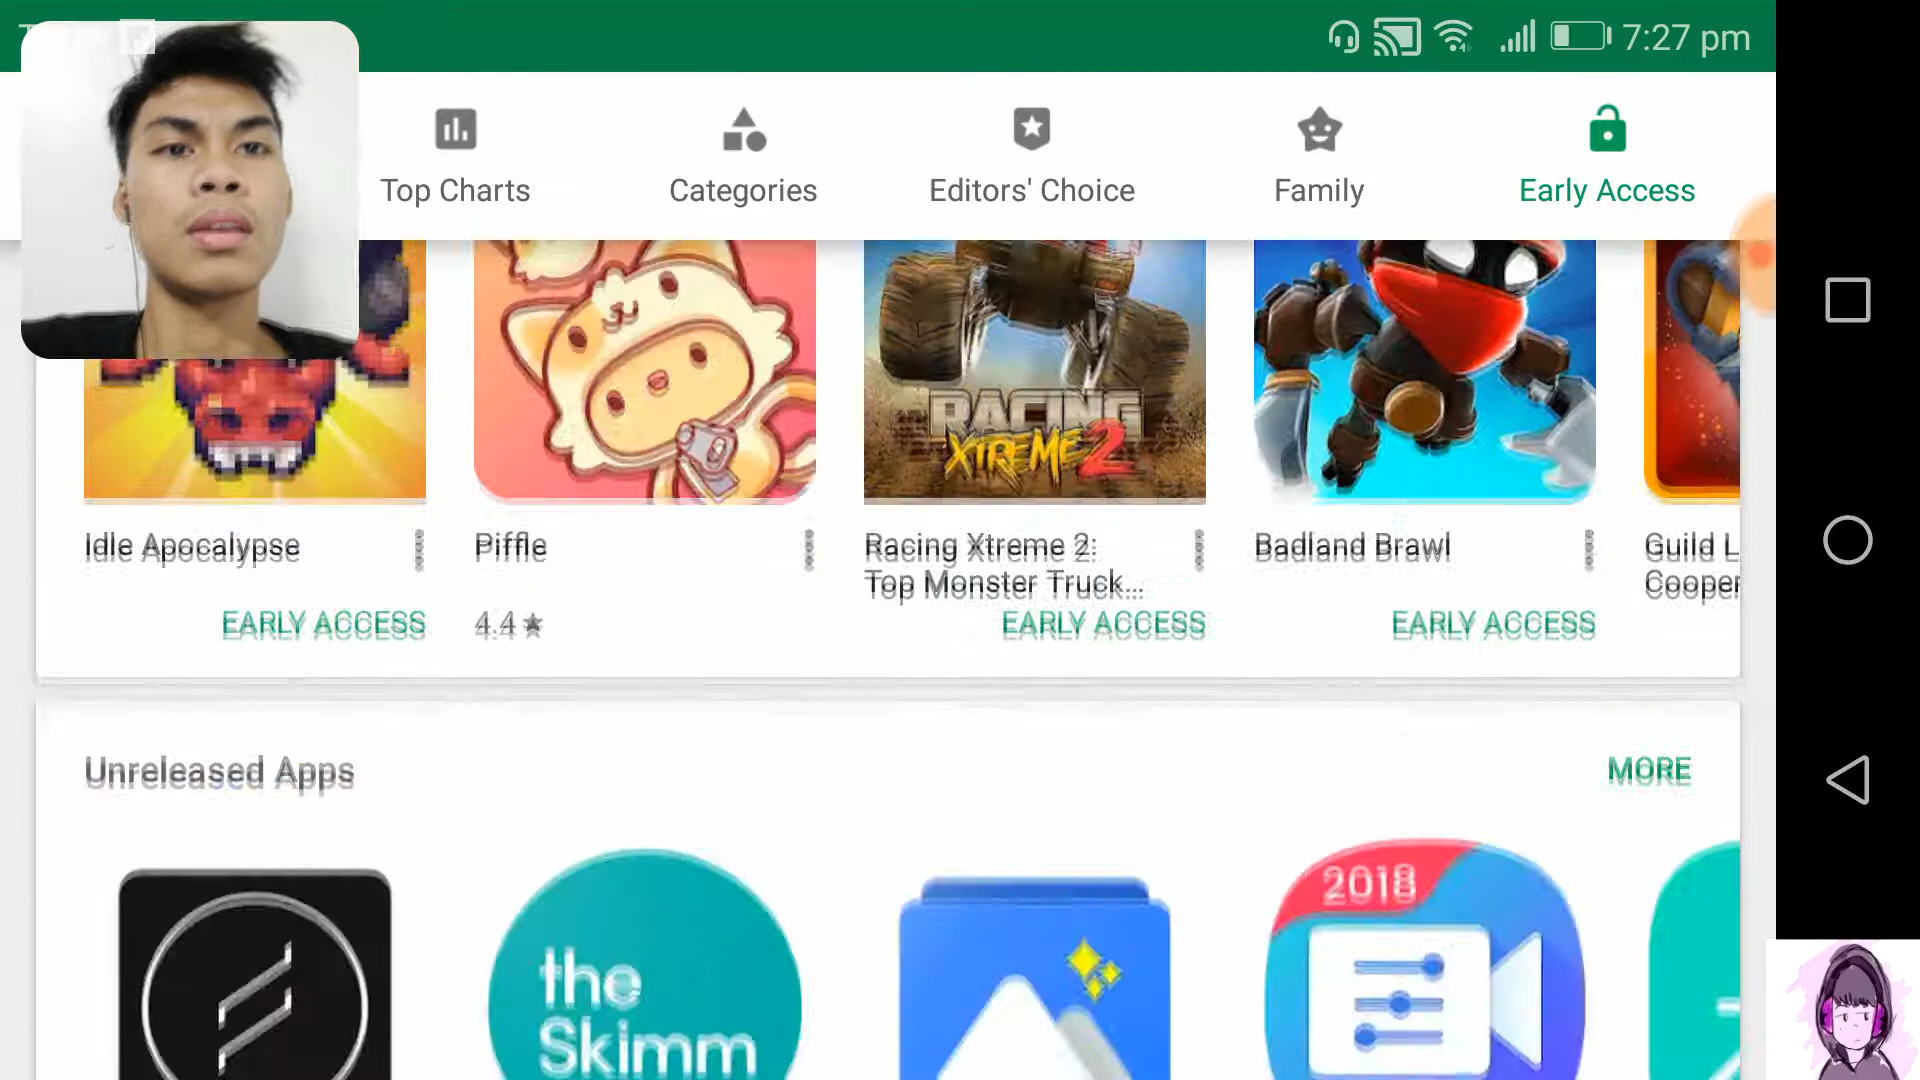 7:27 pm
Top Charts
Categories
Editors' Choice
Family
Early Access
RACING
XTREME 2
Idle Apocalypse
Piffle
Racing Xtreme 2:
Top Monster Truck...
Badland Brawl
Guild L
Cooper
EARLY ACCESS
4.4
EARLY ACCESS
EARLY ACCESS
Unreleased Apps
MORE
2018
the
Skimm